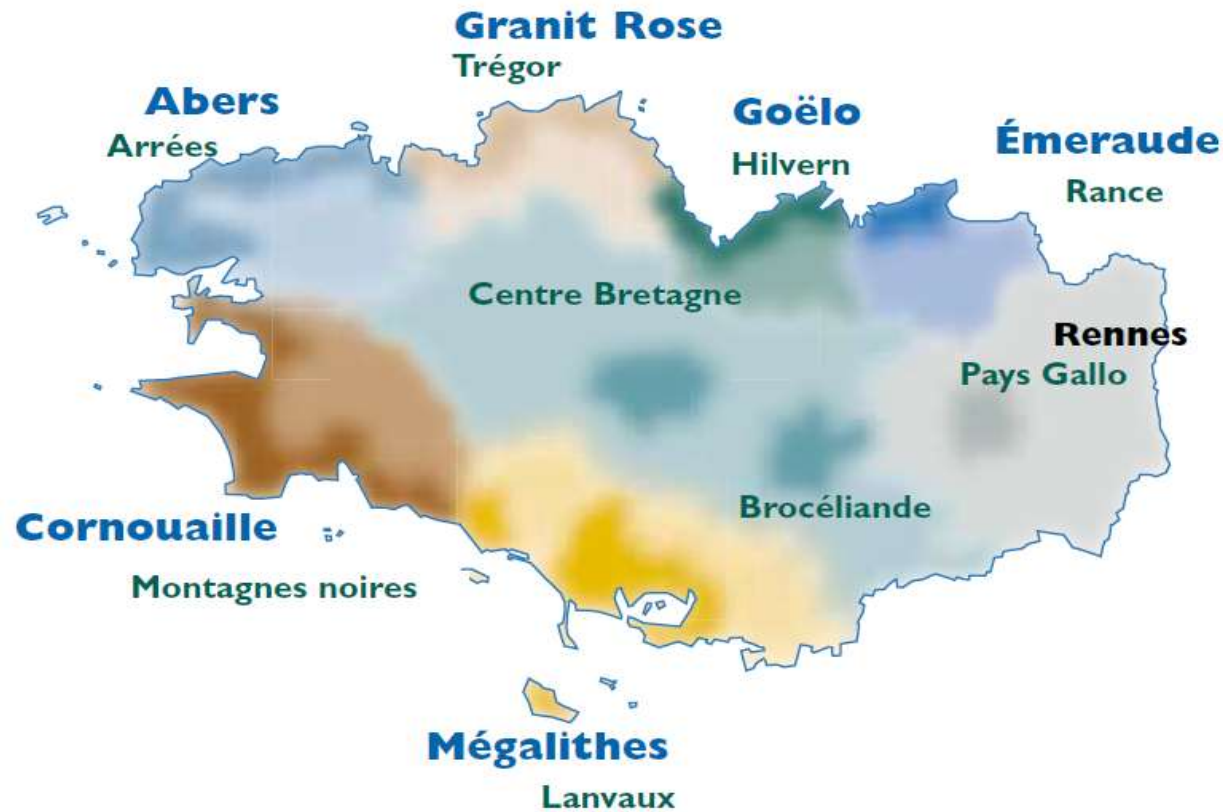 Granit Rose
Trégor
Abers
Arrées
Goëlo
Hilvern
Émeraude
Rance
Centre Bretagne
Rennes
Pays Gallo
Brocéliande
Cornouaille
Montagnes noires
Mégalithes
Lanvaux